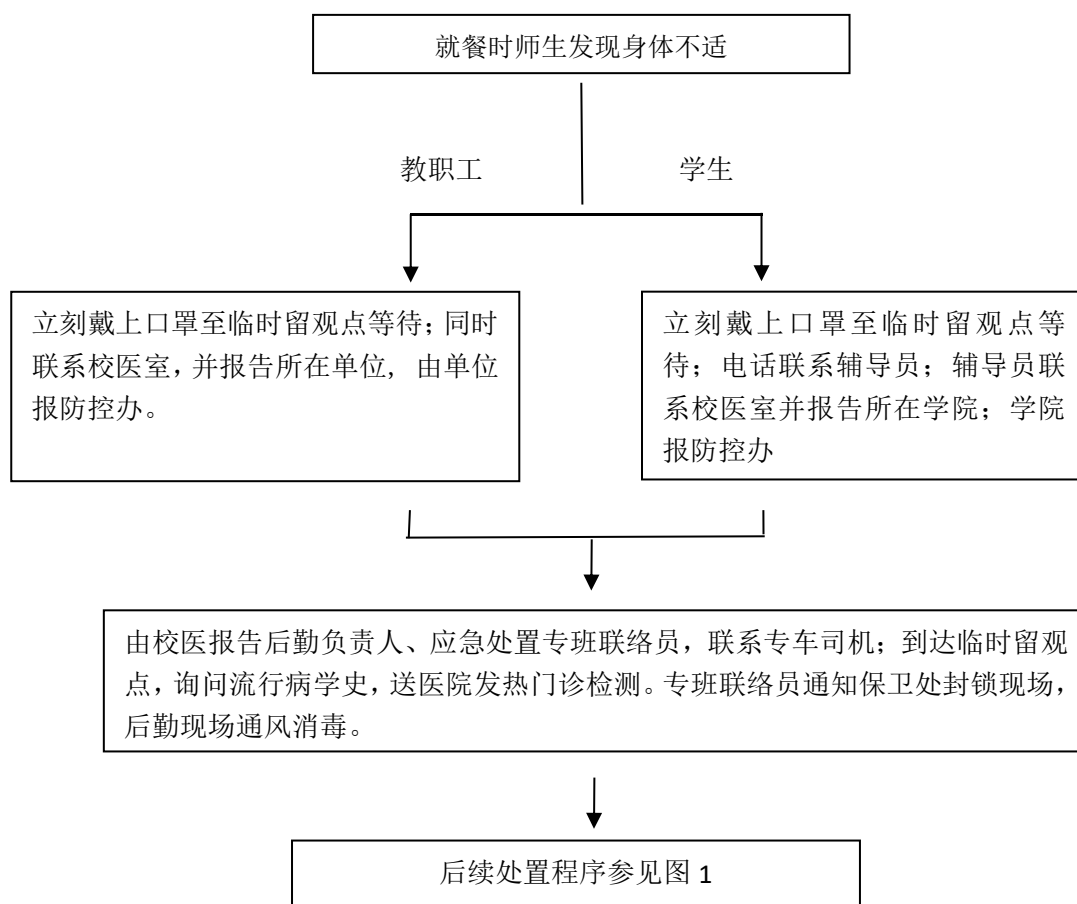 就餐时师生发现身体不适
教职工
学生
立刻戴上口罩至临时留观点等待；同时
联系校医室，并报告所在单位，由单位
报防控办。
立刻戴上口罩至临时留观点等
待；电话联系辅导员；辅导员联
系校医室并报告所在学院；学院
报防控办
由校医报告后勤负责人、应急处置专班联络员，联系专车司机；到达临时留观
点，询问流行病学史，送医院发热门诊检测。专班联络员通知保卫处封锁现场，
后勤现场通风消毒。
后续处置程序参见图 1